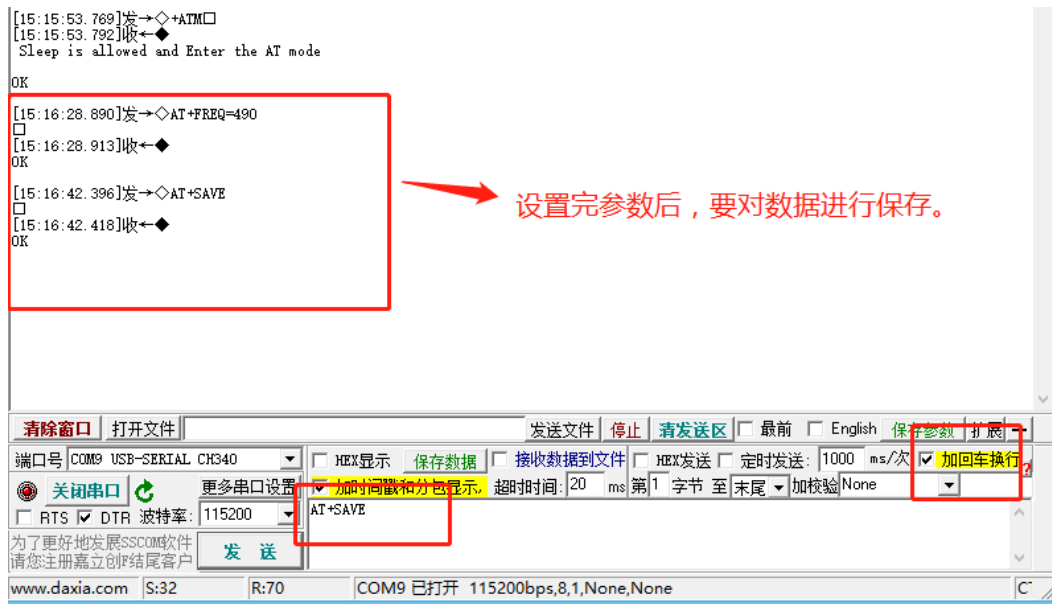 [15:15:53.769]发→◇+ATM□
[15:15:53.792]收←◆
Sleep is allowed and Enter the AT mode
OK
[15:16:28.890]发→◇AT+FREQ=490
□
[15:16:28.913]收←◆
OK
[15:16:42.396]发→◇AT+SAVE
□
[15:16:42.418]收←◆
OK
设置完参数后，要对数据进行保存。
清除窗口 打开文件 发送文件 停止 清发送区 最前 English 保存参数 扩展 —
端口号 COM9 USB-SERIAL CH340 HEX显示 保存数据 接收数据到文件 HEX发送 定时发送: 1000 ms/次 加回车换行
关闭串口 更多串口设置 加时间戳和分包显示, 超时时间: 20 ms 第1 字节 至 末尾 加校验 None ?
RTS DTR 波特率: 115200 AT+SAVE
为了更好地发展SSCOM软件
请您注册嘉立创F结尾客户
发 送
www.daxia.com S:32 R:70 COM9 已打开 115200bps,8,1,None,None